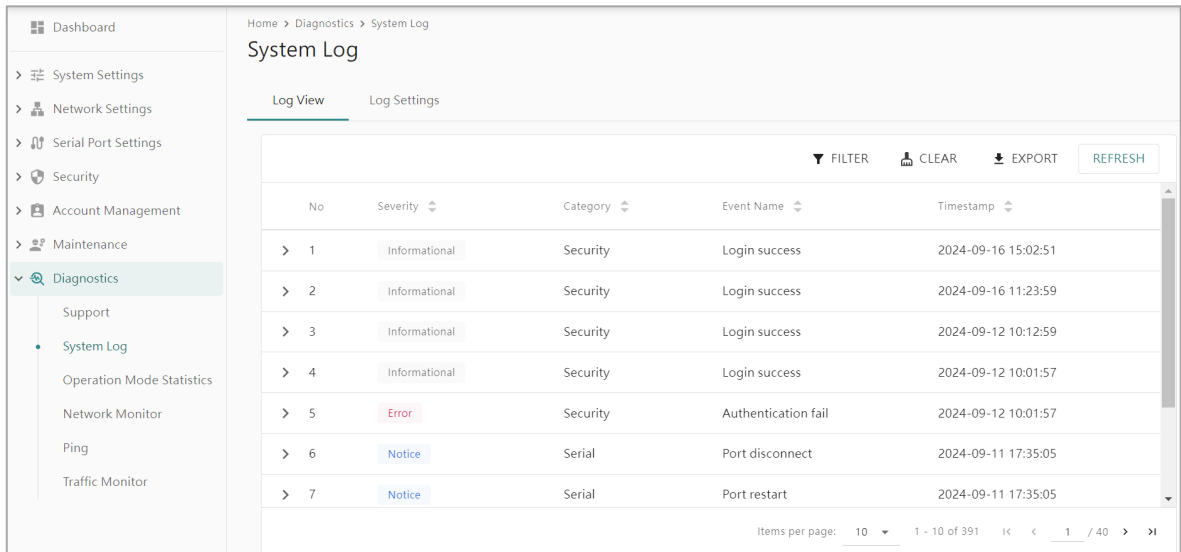 Dashboard
System Settings
Network Settings
Serial Port Settings
Security
Account Management
Maintenance
Diagnostics
Support
System Log
Operation Mode Statistics
Network Monitor
Ping
Traffic Monitor
Home > Diagnostics > System Log
System Log
Log View Log Settings
FILTER CLEAR EXPORT REFRESH
No Severity Category Event Name Timestamp
1 Informational Security Login success 2024-09-16 15:02:51
2 Informational Security Login success 2024-09-16 11:23:59
3 Informational Security Login success 2024-09-12 10:12:59
4 Informational Security Login success 2024-09-12 10:01:57
5 Error Security Authentication fail 2024-09-12 10:01:57
6 Notice Serial Port disconnect 2024-09-11 17:35:05
7 Notice Serial Port restart 2024-09-11 17:35:05
Items per page: 10 1 - 10 of 391 1 / 40